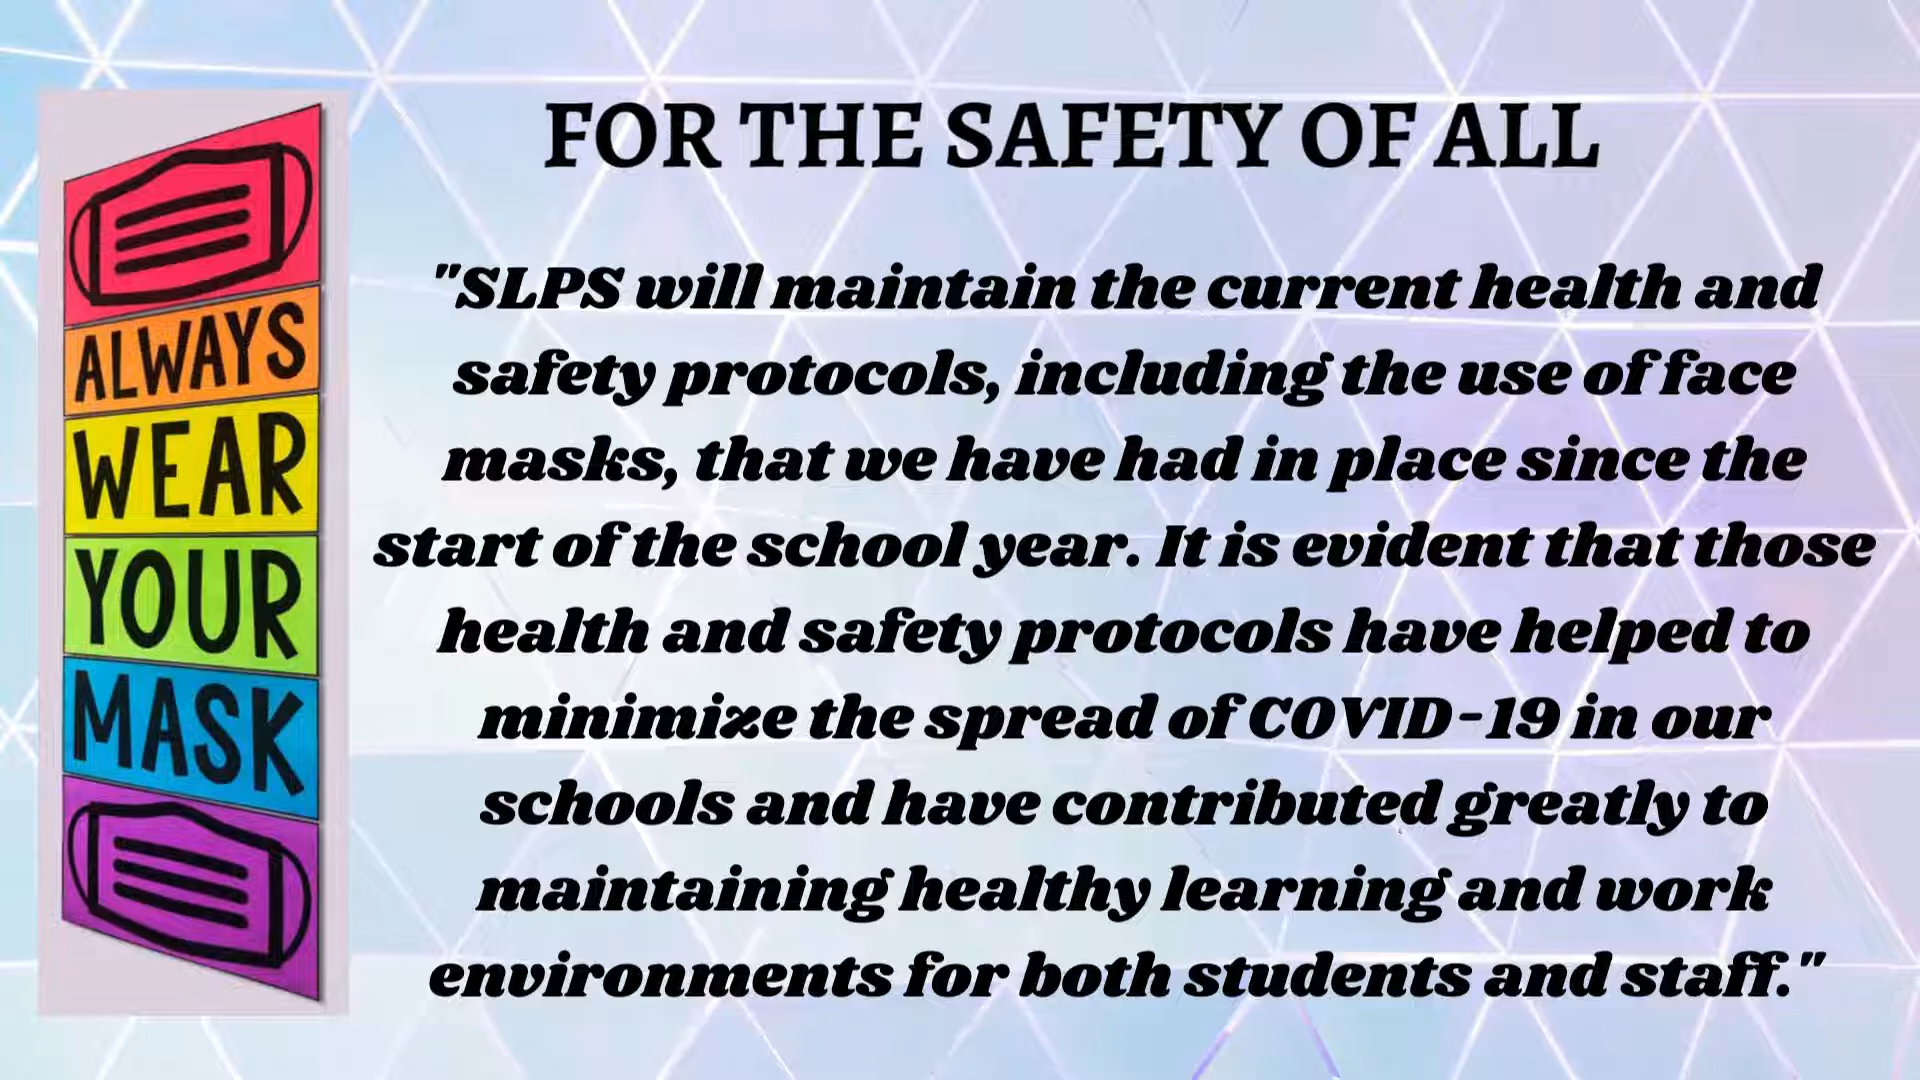 ALWAYS
WEAR
YOUR
MASK
FOR THE SAFETY OF ALL
"SLPS will maintain the current health and
safety protocols, including the use of face
masks, that we have had in place since the
start of the school year. It is evident that those
health and safety protocols have helped to
minimize the spread of COVID-19 in our
schools and have contributed greatly to
maintaining healthy learning and work
environments for both students and staff."